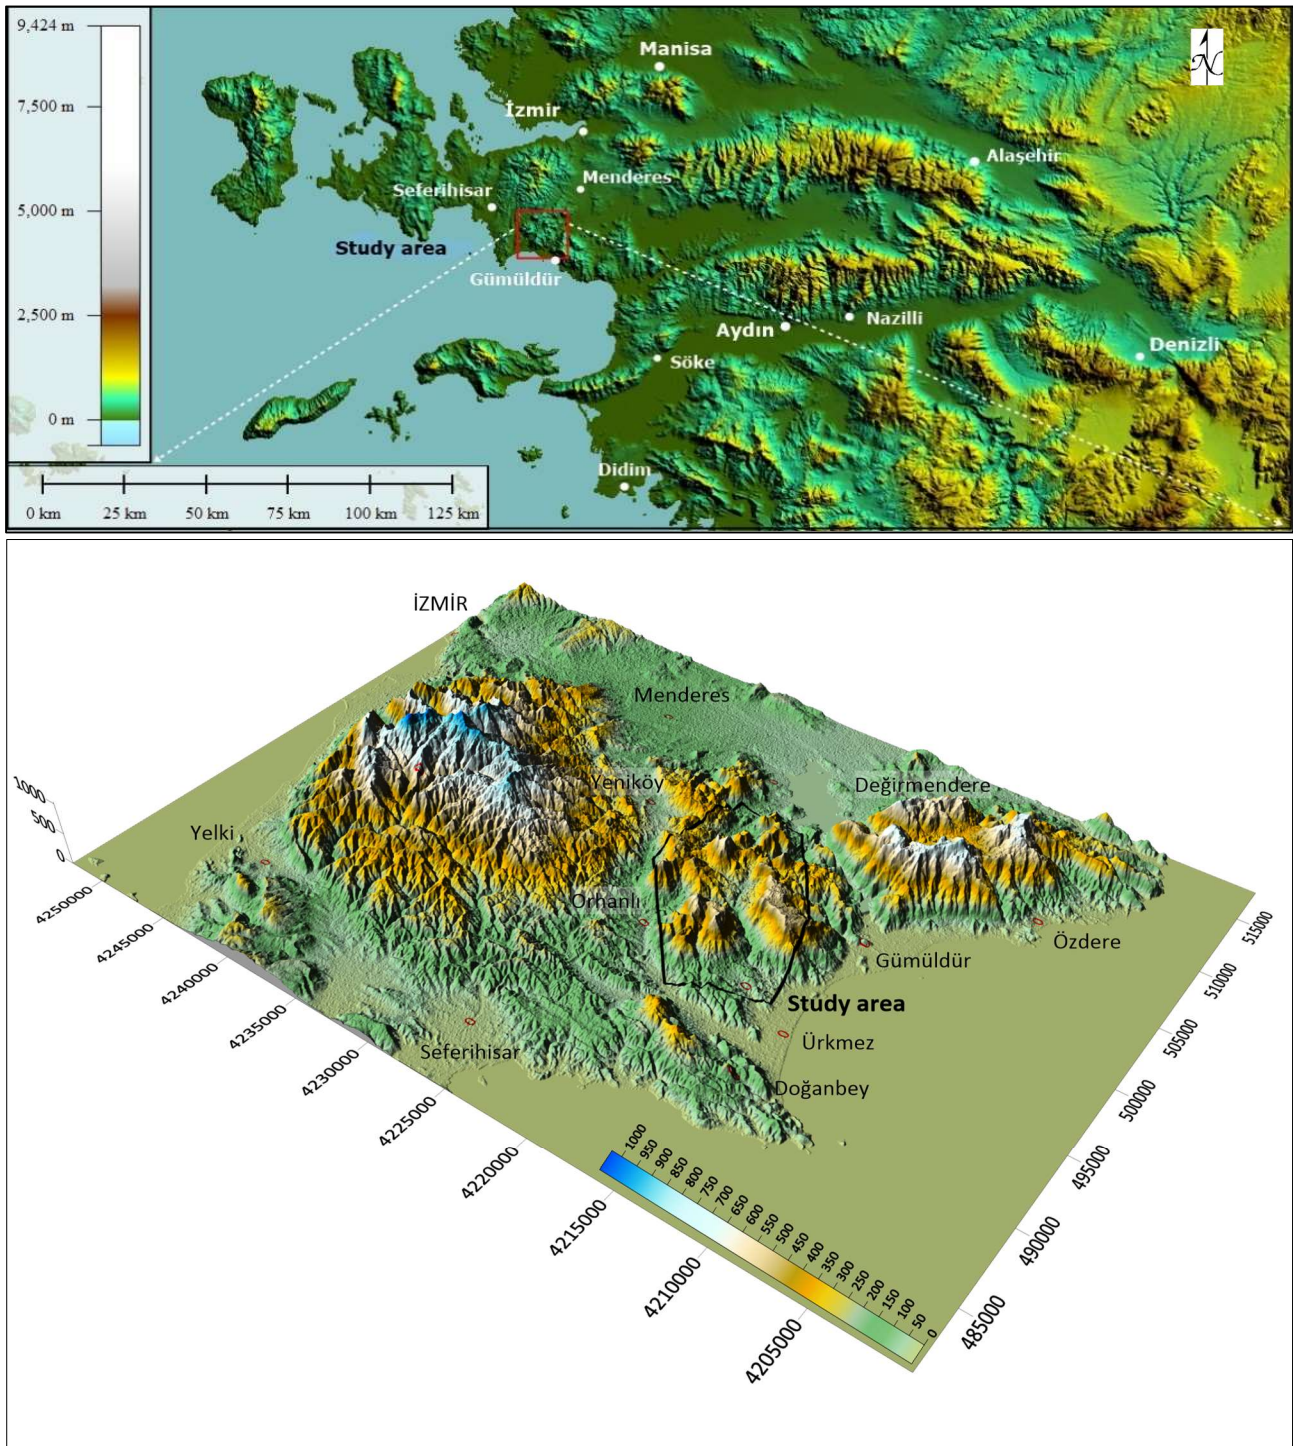 9,424 m
7,500 m
5,000 m
2,500 m
0 m
0 km 25 km 50 km 75 km 100 km 125 km
N
Manisa
İzmir
Alaşehir
Menderes
Seferihisar
Study area
Gümüldür
Nazilli
Aydın
Denizli
Söke
Didim
İZMİR
Menderes
Yeniköy
Değirmendere
Yelki
Orhanlı
Özdere
Gümüldür
Study area
Ürkmez
Seferihisar
Doğanbey
1000
500
0
4250000
4245000
4240000
4235000
4230000
4225000
4220000
4215000
4210000
4205000
515000
510000
505000
500000
495000
490000
485000
1000
950
900
850
800
750
700
650
600
550
500
450
400
350
300
250
200
150
100
50
0